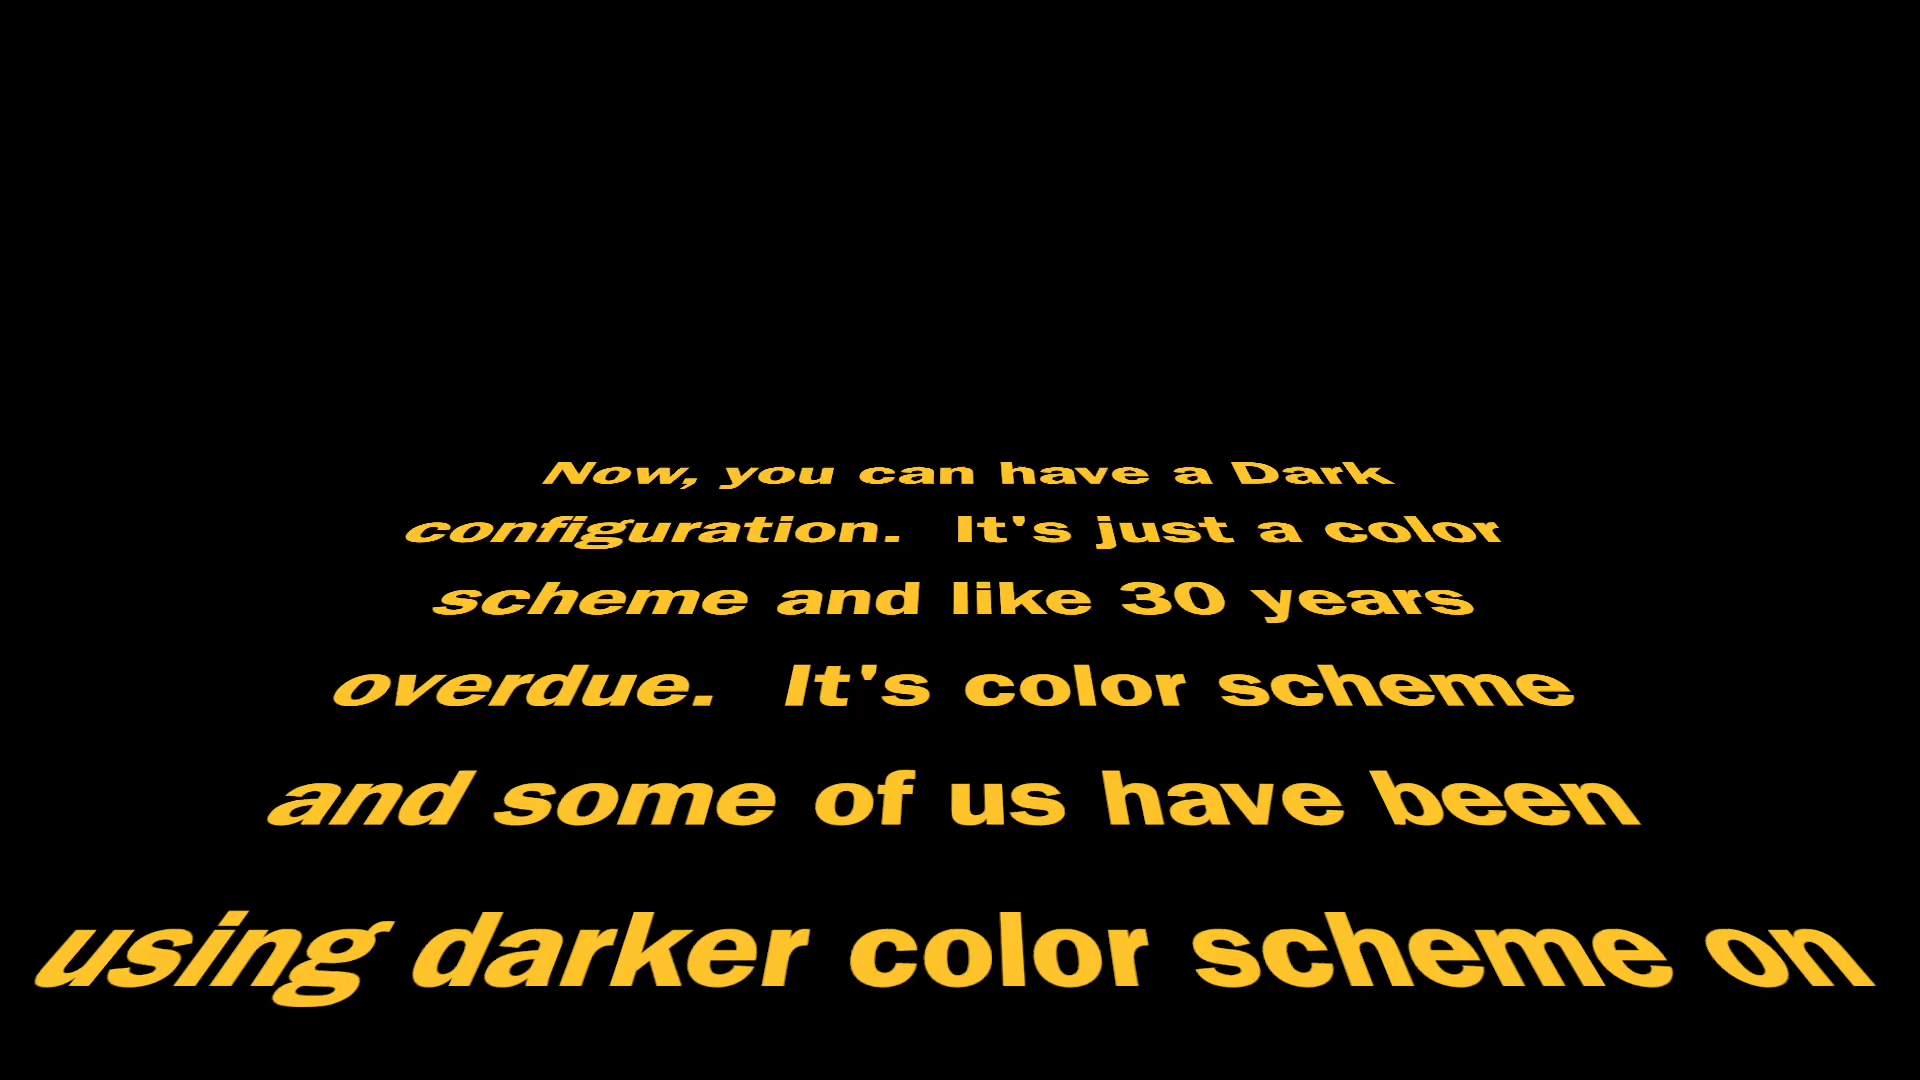 Now, you can have a Dark
configuration.  It's just a color
scheme and like 30 years
overdue.  It's color scheme
and some of us have been
using darker color scheme on